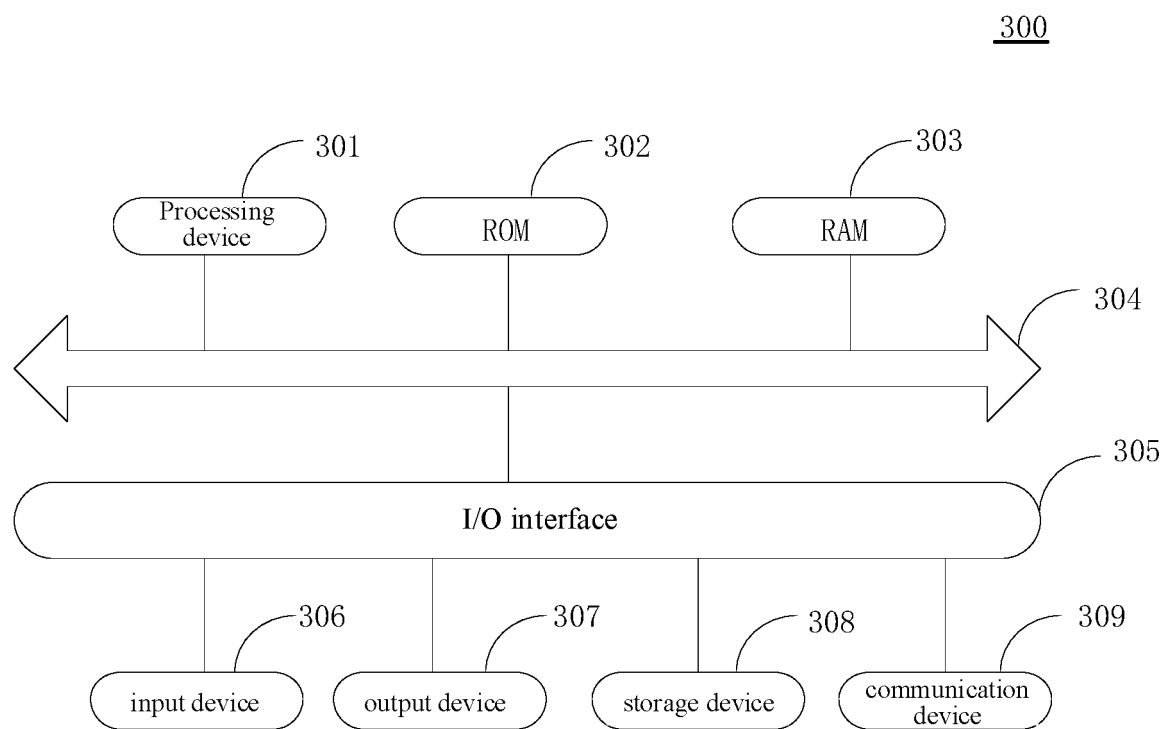 300
301
302
303
Processing
device
ROM
RAM
304
305
I/O interface
306
307
308
309
input device
output device
storage device
communication
device